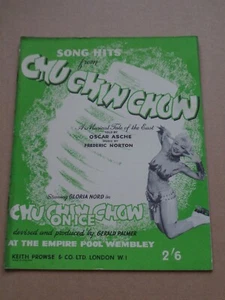 SONG HITS
from
CHU CHIN CHOW
A Musical Tale of the East
OSCAR ASCHE
MUSIC BY
FREDERIC NORTON
Starring GLORIA NORD in
CHU CHIN CHOW
ON ICE
devised and produced by GERALD PALMER
AT THE EMPIRE POOL WEMBLEY
KEITH PROWSE & CO LTD. LONDON W.1
2'6